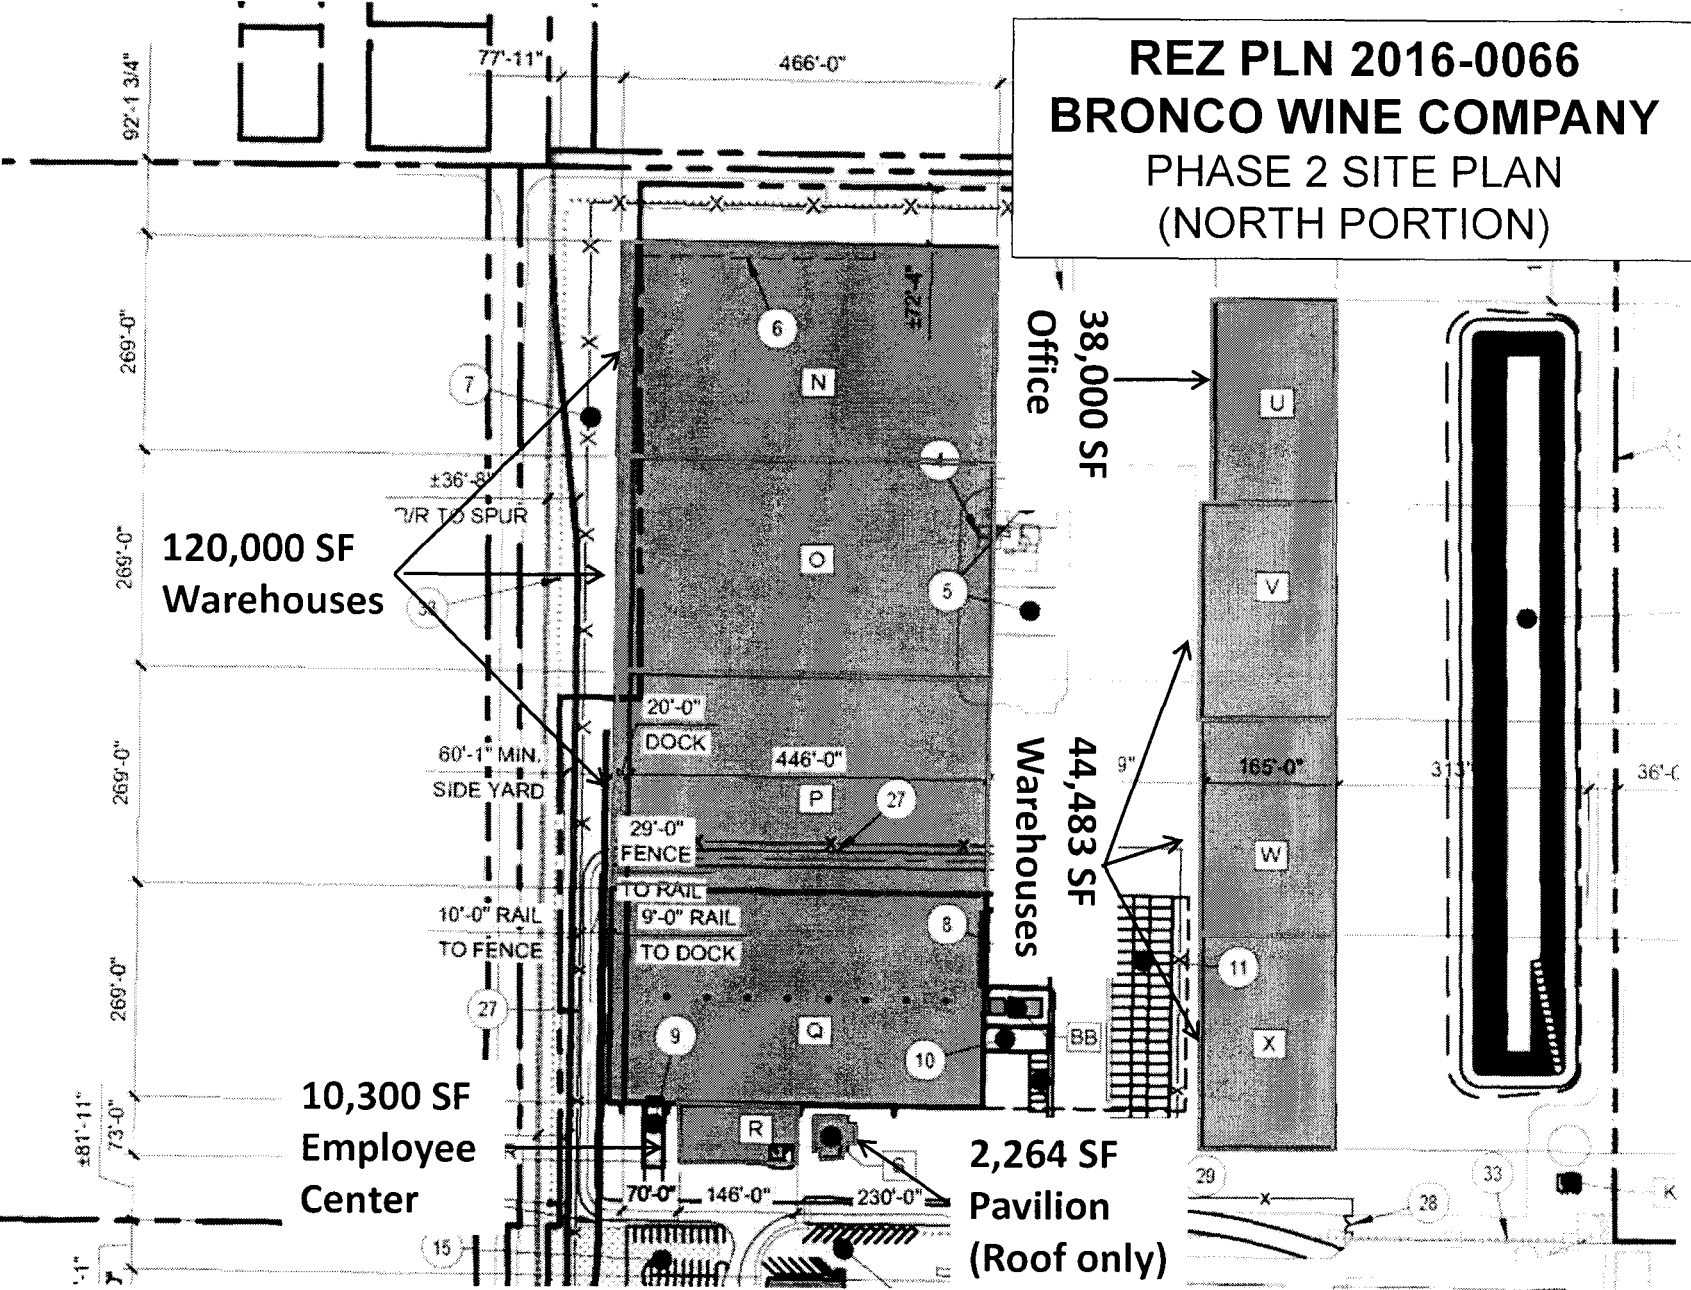 REZ PLN 2016-0066
BRONCO WINE COMPANY
PHASE 2 SITE PLAN
(NORTH PORTION)
77'-11"
466'-0"
92'-1 3/4"
269'-0"
269'-0"
269'-0"
269'-0"
±72'-4"
6
N
7
38,000 SF
Office
U
4
±36'-8"
TO SPUR
120,000 SF
Warehouses
O
5
V
33
20'-0"
DOCK
60'-1" MIN.
SIDE YARD
446'-0"
P
27
44,483 SF
Warehouses
9"
165'-0"
313'
29'-0"
FENCE
TO RAIL
W
10'-0" RAIL
TO FENCE
9'-0" RAIL
TO DOCK
8
11
27
9
Q
10
BB
X
10,300 SF
Employee
Center
±81'-11"
73'-0"
R
S
2,264 SF
Pavilion
(Roof only)
70'-0"
146'-0"
230'-0"
29
28
33
K
15